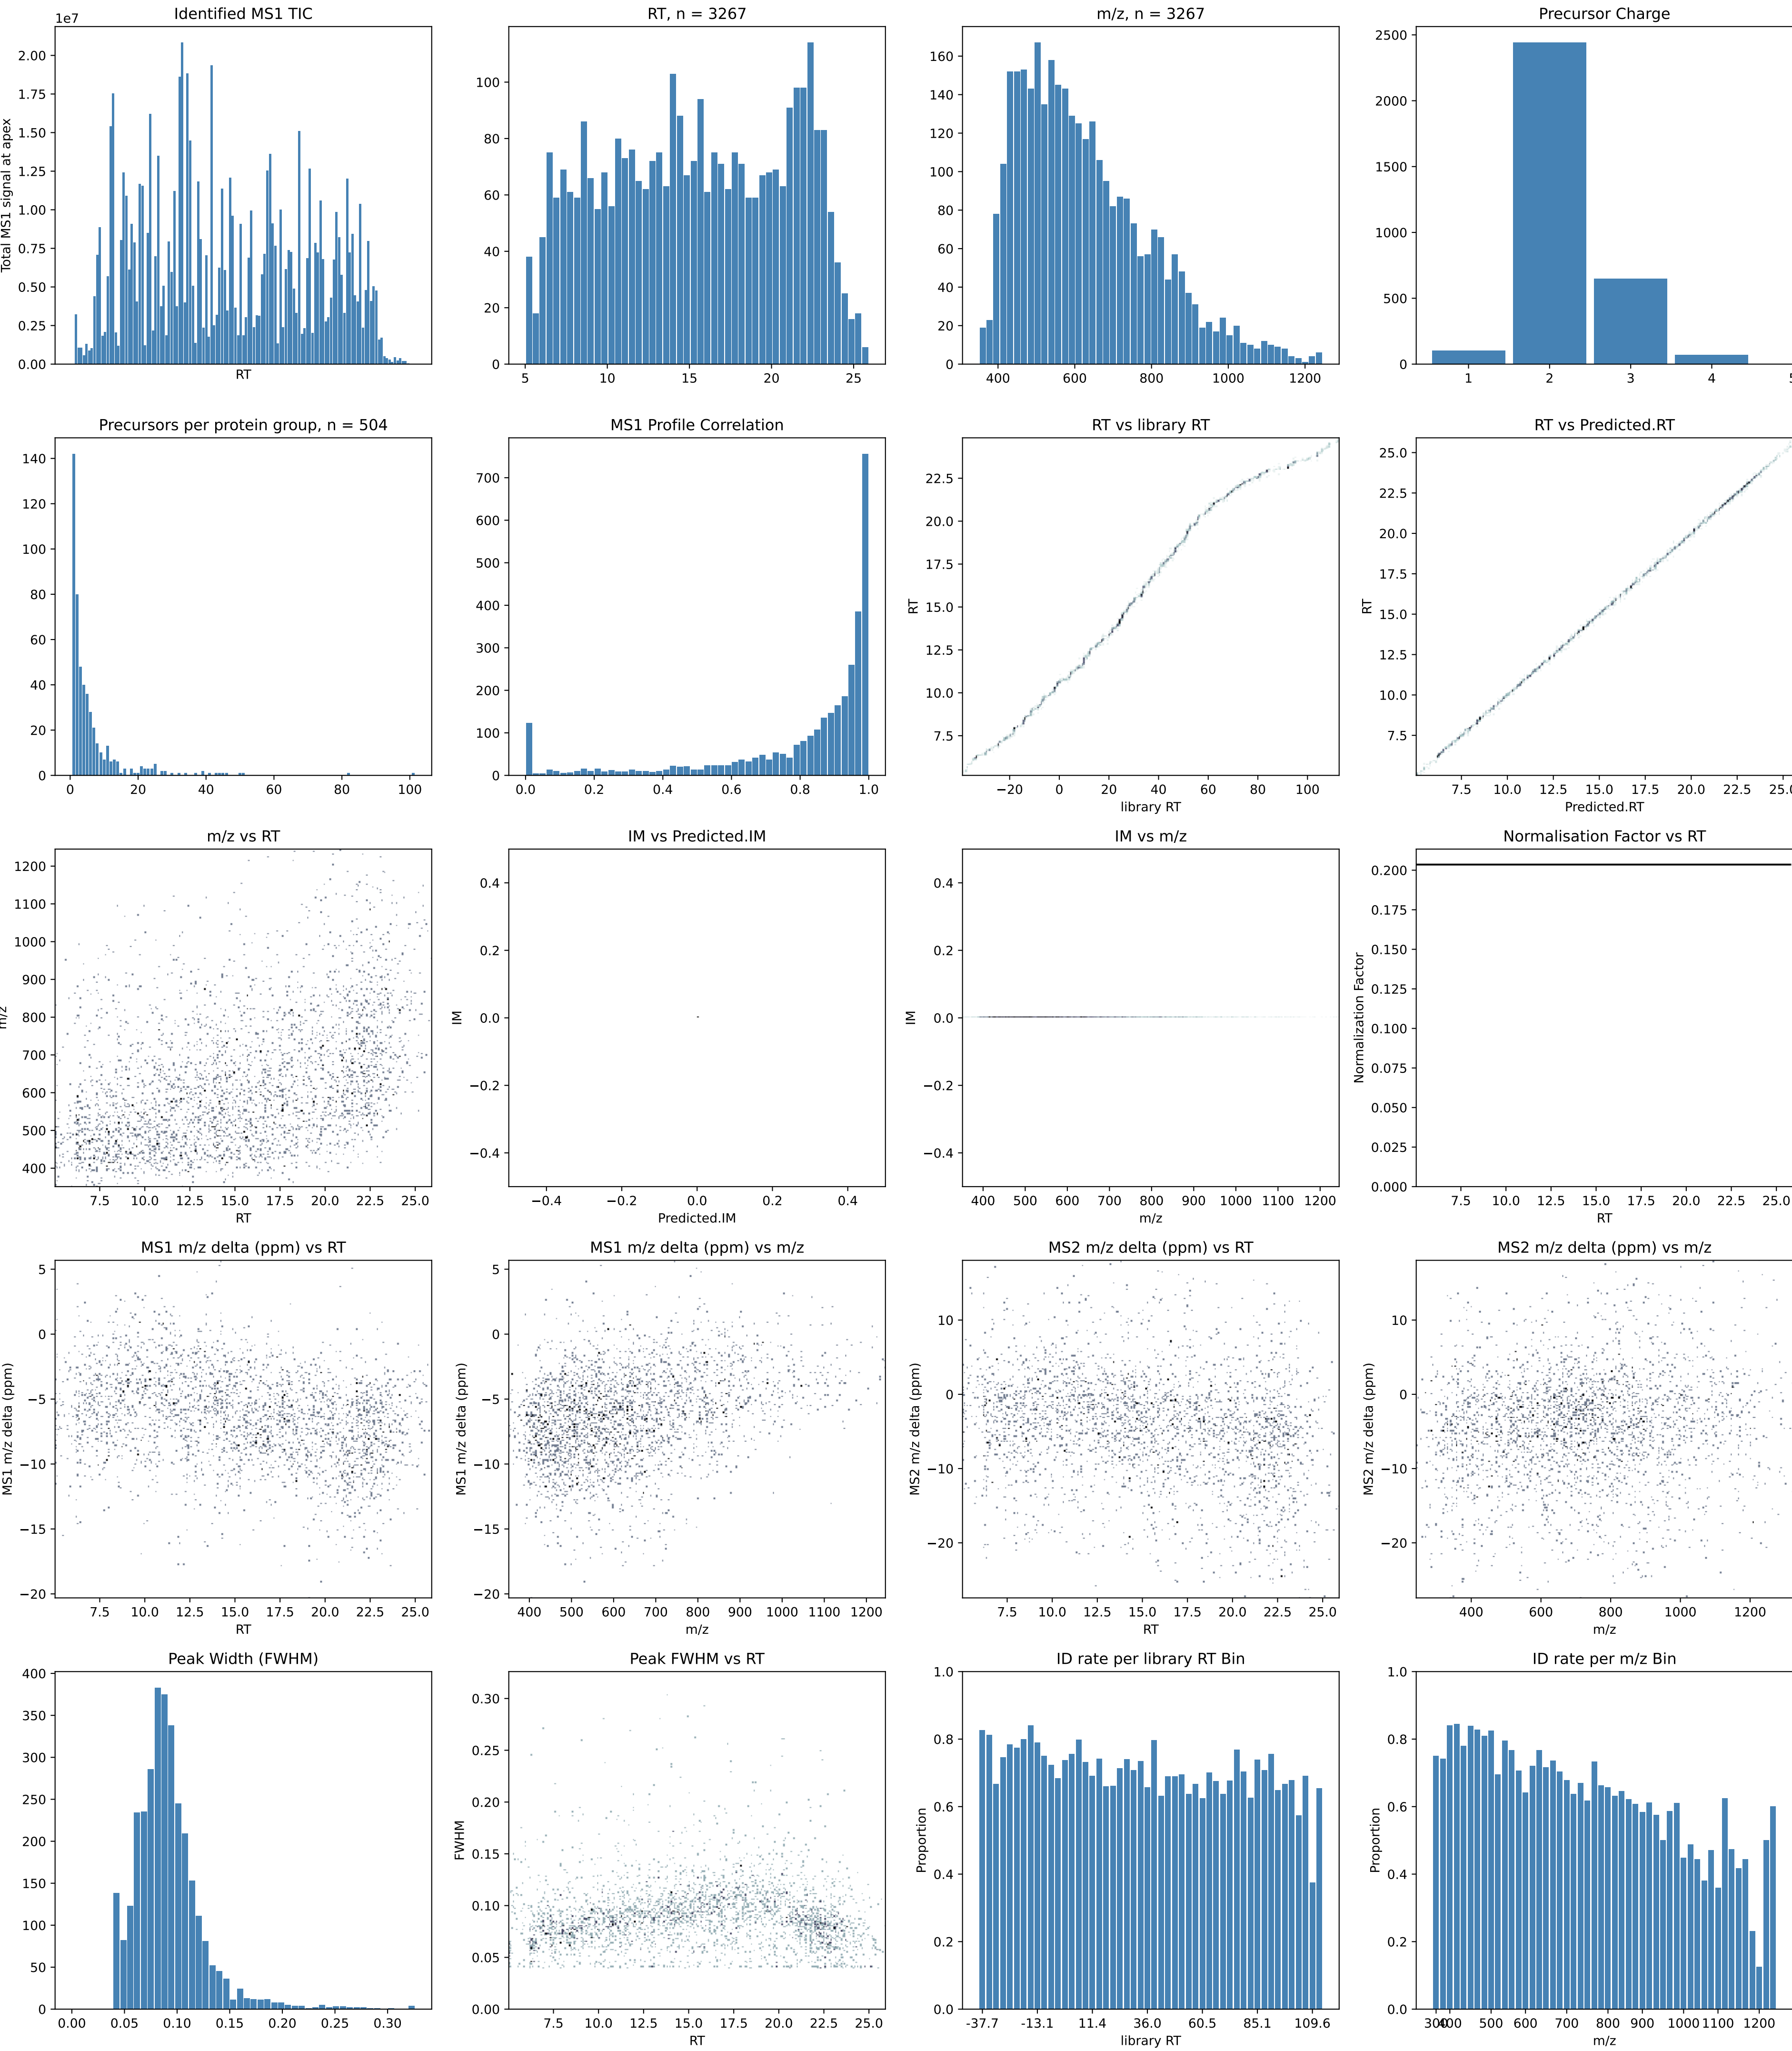 Identified MS1 TIC
1e7
Total MS1 signal at apex
2.00
1.75
1.50
1.25
1.00
0.75
0.50
0.25
0.00
RT
RT, n = 3267
100
80
60
40
20
0
5 10 15 20 25
m/z, n = 3267
160
140
120
100
80
60
40
20
0
400 600 800 1000 1200
Precursor Charge
2500
2000
1500
1000
500
0
1 2 3 4 5
Precursors per protein group, n = 504
140
120
100
80
60
40
20
0
0 20 40 60 80 100
MS1 Profile Correlation
700
600
500
400
300
200
100
0
0.0 0.2 0.4 0.6 0.8 1.0
RT vs library RT
RT
22.5
20.0
17.5
15.0
12.5
10.0
7.5
−20 0 20 40 60 80 100
library RT
RT vs Predicted.RT
RT
25.0
22.5
20.0
17.5
15.0
12.5
10.0
7.5
7.5 10.0 12.5 15.0 17.5 20.0 22.5 25.0
Predicted.RT
m/z vs RT
m/z
1200
1100
1000
900
800
700
600
500
400
7.5 10.0 12.5 15.0 17.5 20.0 22.5 25.0
RT
IM vs Predicted.IM
IM
0.4
0.2
0.0
−0.2
−0.4
−0.4 −0.2 0.0 0.2 0.4
Predicted.IM
IM vs m/z
IM
0.4
0.2
0.0
−0.2
−0.4
400 500 600 700 800 900 1000 1100 1200
m/z
Normalisation Factor vs RT
Normalization Factor
0.200
0.175
0.150
0.125
0.100
0.075
0.050
0.025
0.000
7.5 10.0 12.5 15.0 17.5 20.0 22.5 25.0
RT
MS1 m/z delta (ppm) vs RT
MS1 m/z delta (ppm)
5
0
−5
−10
−15
−20
7.5 10.0 12.5 15.0 17.5 20.0 22.5 25.0
RT
MS1 m/z delta (ppm) vs m/z
MS1 m/z delta (ppm)
5
0
−5
−10
−15
−20
400 500 600 700 800 900 1000 1100 1200
m/z
MS2 m/z delta (ppm) vs RT
MS2 m/z delta (ppm)
10
0
−10
−20
7.5 10.0 12.5 15.0 17.5 20.0 22.5 25.0
RT
MS2 m/z delta (ppm) vs m/z
MS2 m/z delta (ppm)
10
0
−10
−20
400 600 800 1000 1200
m/z
Peak Width (FWHM)
400
350
300
250
200
150
100
50
0
0.00 0.05 0.10 0.15 0.20 0.25 0.30
Peak FWHM vs RT
FWHM
0.30
0.25
0.20
0.15
0.10
0.05
0.00
7.5 10.0 12.5 15.0 17.5 20.0 22.5 25.0
RT
ID rate per library RT Bin
Proportion
1.0
0.8
0.6
0.4
0.2
0.0
-37.7 -13.1 11.4 36.0 60.5 85.1 109.6
library RT
ID rate per m/z Bin
Proportion
1.0
0.8
0.6
0.4
0.2
0.0
300 400 500 600 700 800 900 1000 1100 1200
m/z